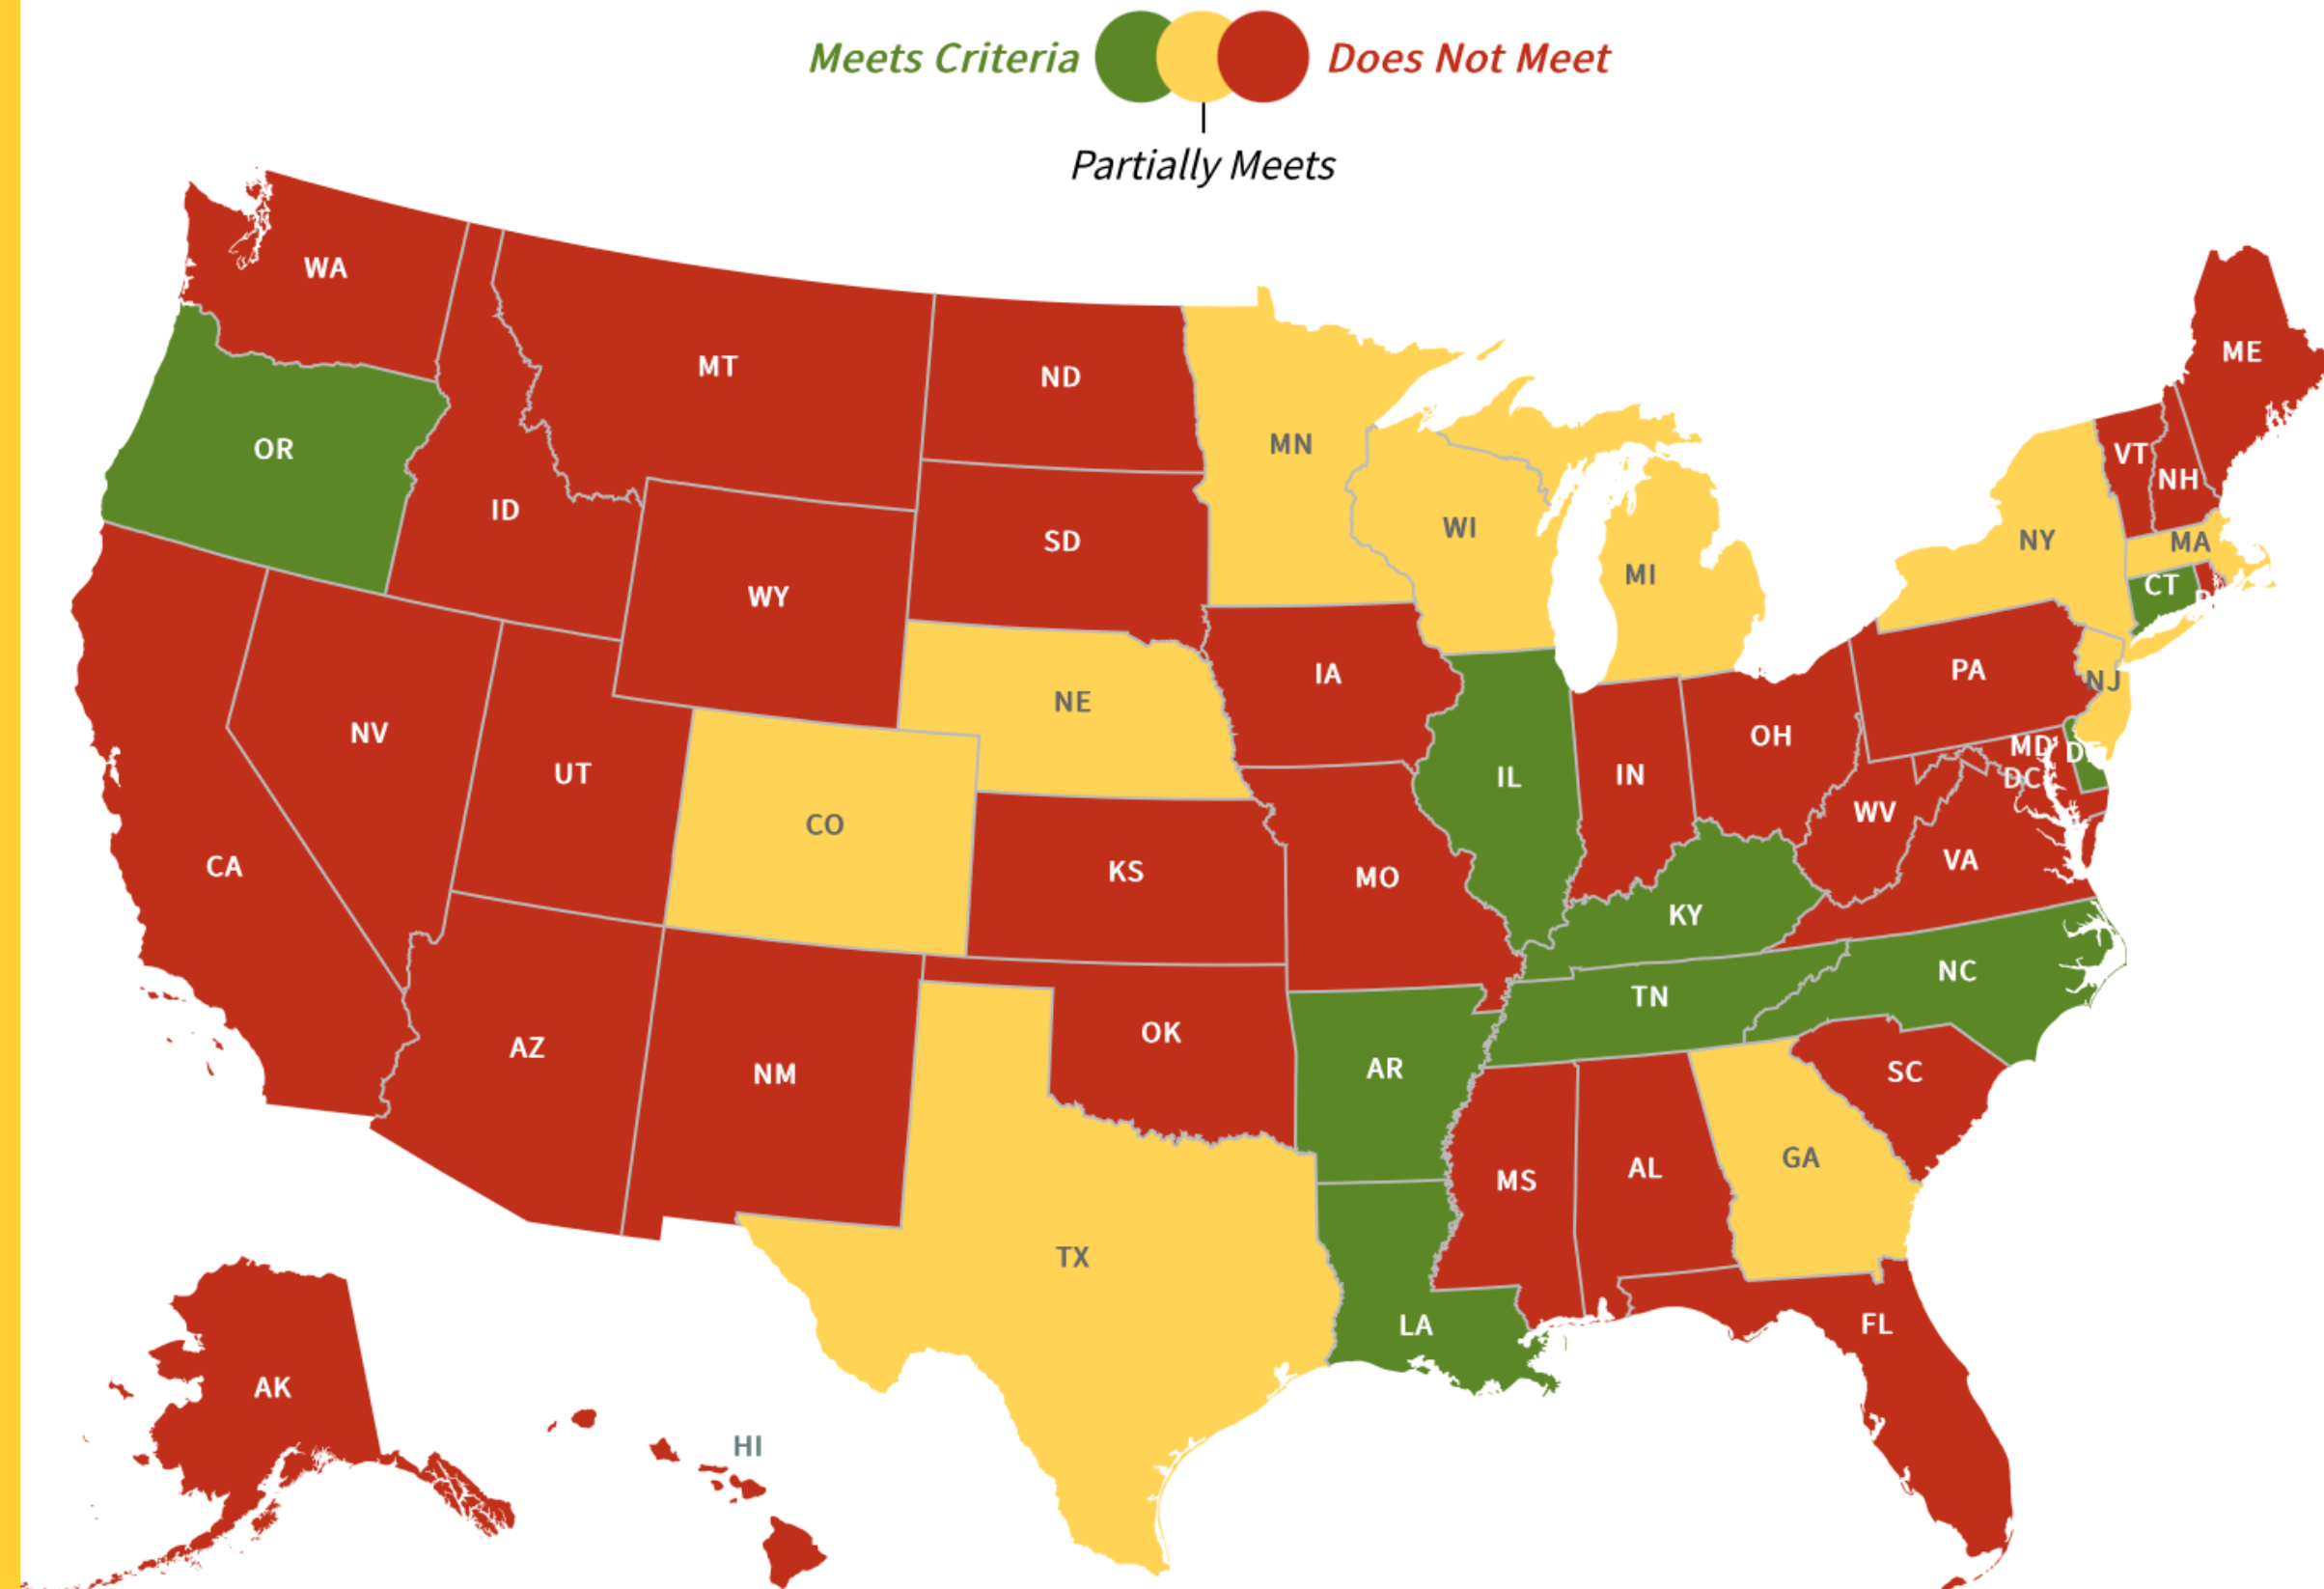 Meets Criteria
Does Not Meet
Partially Meets
WA
MT
ND
ME
OR
MN
VT
NH
ID
WI
NY
MA
SD
MI
CT
WY
IA
PA
NJ
NE
NV
OH
MD
UT
IL
IN
DC
CO
WV
CA
KS
MO
VA
KY
NC
TN
OK
AZ
NM
AR
SC
MS
AL
GA
TX
LA
FL
AK
HI